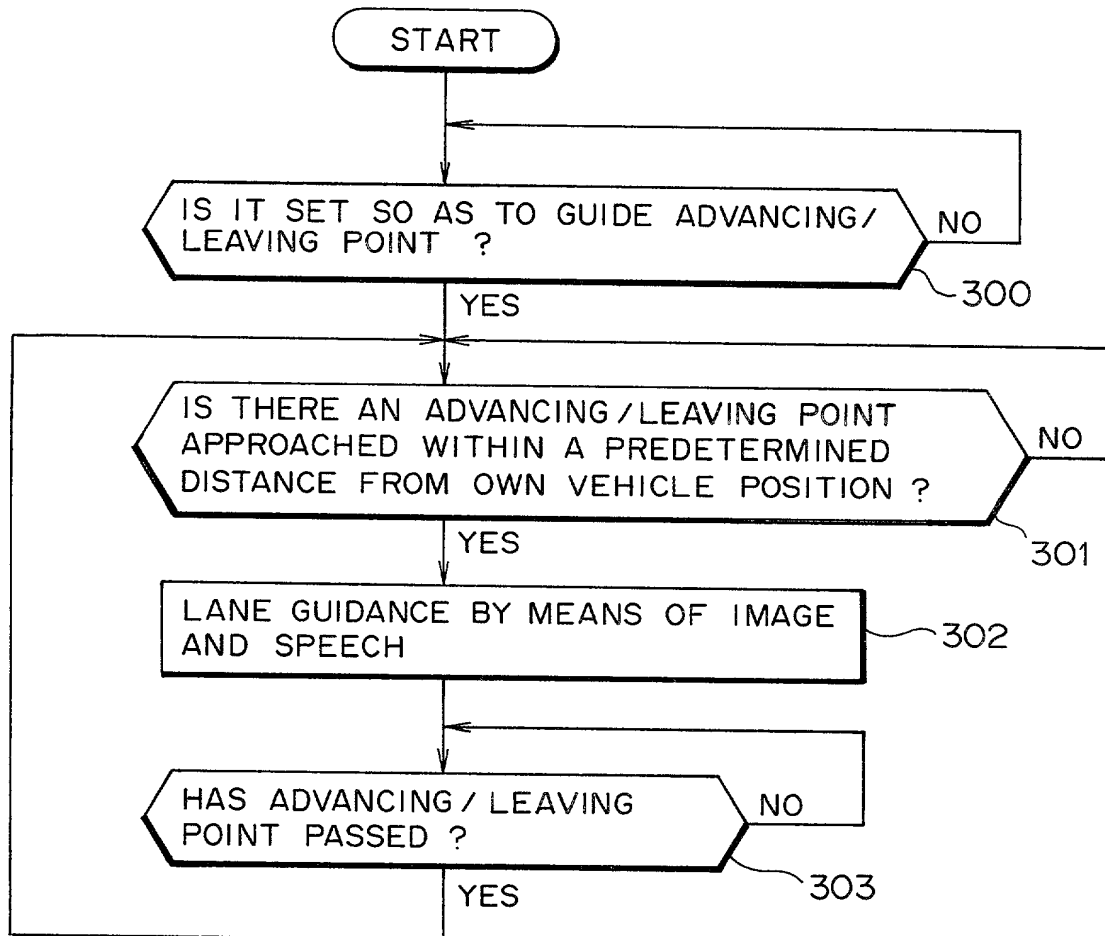 START
IS IT SET SO AS TO GUIDE ADVANCING/
LEAVING POINT ?
NO
300
YES
IS THERE AN ADVANCING/LEAVING POINT
APPROACHED WITHIN A PREDETERMINED
DISTANCE FROM OWN VEHICLE POSITION ?
NO
301
YES
LANE GUIDANCE BY MEANS OF IMAGE
AND SPEECH
302
HAS ADVANCING/LEAVING
POINT PASSED ?
NO
303
YES